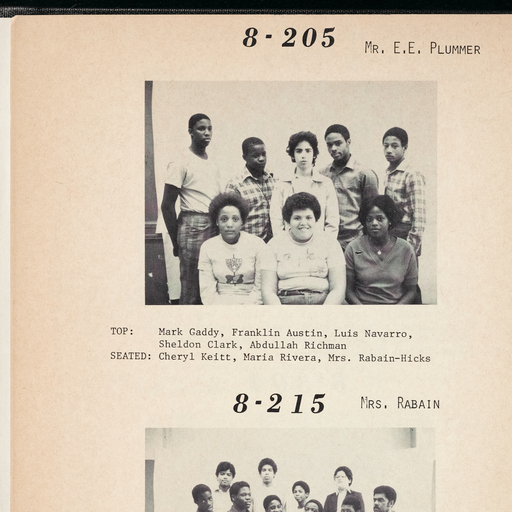 8-205
Mr. E.E. Plummer
TOP: Mark Gaddy, Franklin Austin, Luis Navarro,
Sheldon Clark, Abdullah Richman
SEATED: Cheryl Keitt, Maria Rivera, Mrs. Rabain-Hicks
8-215
Mrs. Rabain